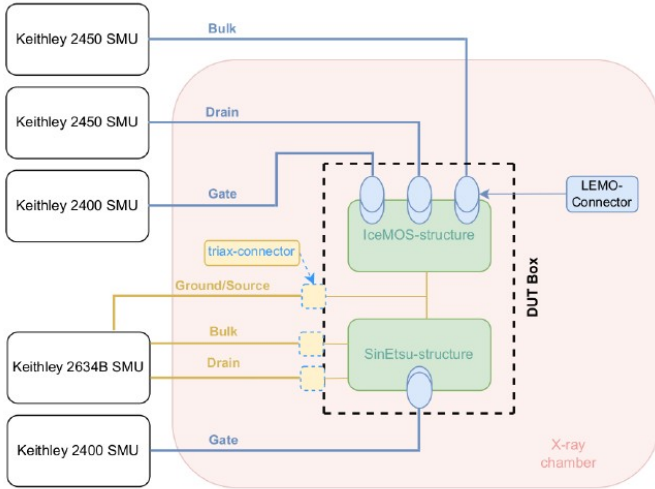 Keithley 2450 SMU
Bulk
Keithley 2450 SMU
Drain
Keithley 2400 SMU
Gate
LEMO-
Connector
IceMOS-structure
triax-connector
Ground/Source
DUT Box
Bulk
Keithley 2634B SMU
SinEtsu-structure
Drain
Keithley 2400 SMU
Gate
X-ray
chamber